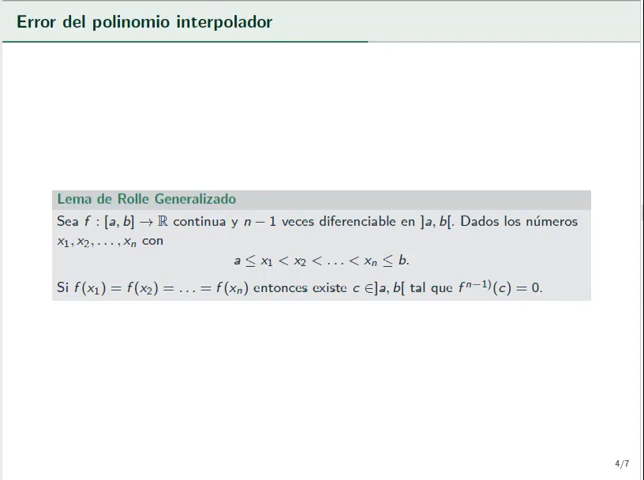 Error del polinomio interpolador
Lema de Rolle Generalizado
Sea f : [a, b] → ℝ continua y n − 1 veces diferenciable en ]a, b[. Dados los números
x₁, x₂, . . . , xₙ con
a ≤ x₁ < x₂ < . . . < xₙ ≤ b.
Si f(x₁) = f(x₂) = . . . = f(xₙ) entonces existe c ∈]a, b[ tal que fⁿ⁻¹⁾(c) = 0.
4/7